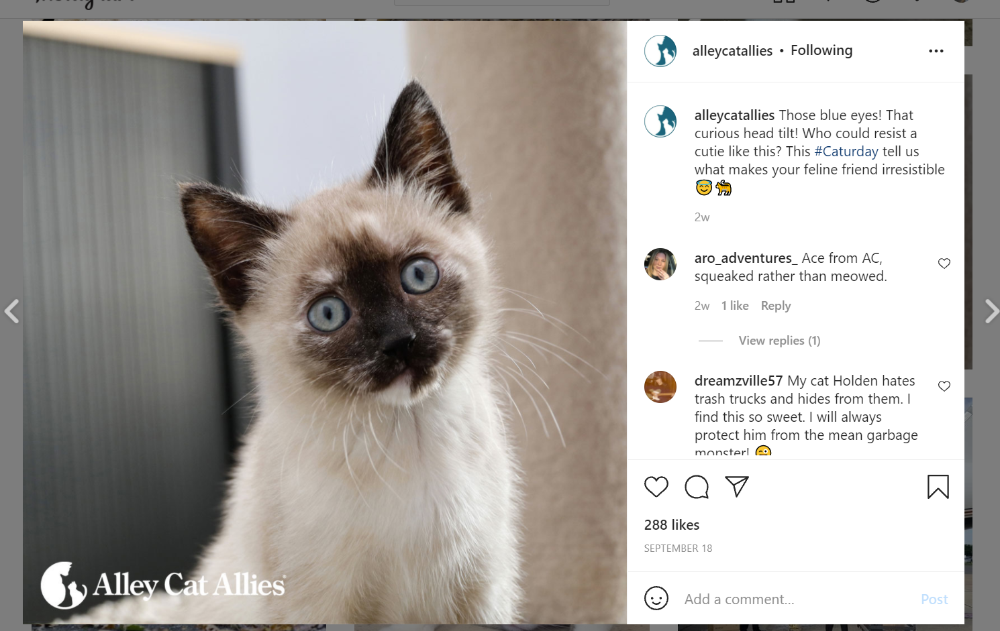 alleycatallies • Following
alleycatallies Those blue eyes! That
curious head tilt! Who could resist a
cutie like this? This #Caturday tell us
what makes your feline friend irresistible
😇🐈
2w
aro_adventures_ Ace from AC,
squeaked rather than meowed.
2w 1 like Reply
View replies (1)
dreamzville57 My cat Holden hates
trash trucks and hides from them. I
find this so sweet. I will always
protect him from the mean garbage
monster! 😜
288 likes
SEPTEMBER 18
Add a comment...
Post
Alley Cat Allies®